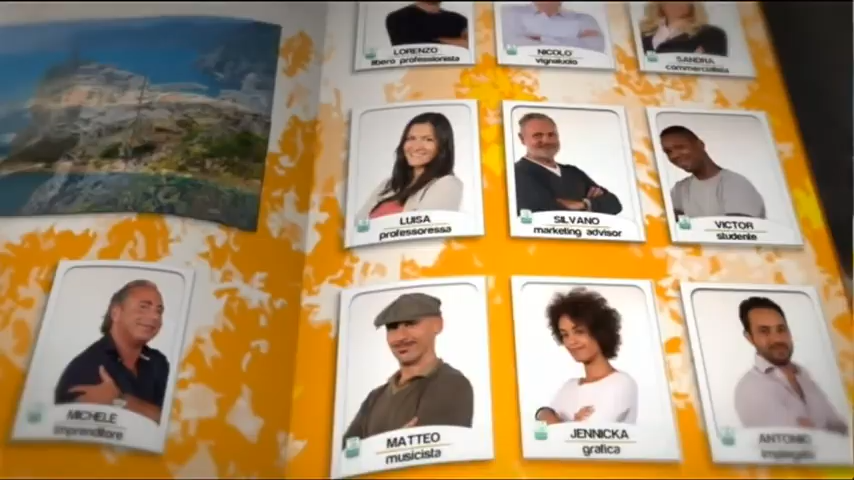 LORENZO
libero professionista
NICOLO'
vignaiuolo
SANDRA
commercialista
LUISA
professoressa
SILVANO
marketing advisor
VICTOR
studente
MICHELE
imprenditore
MATTEO
musicista
JENNICKA
grafica
ANTONIO
impiegato